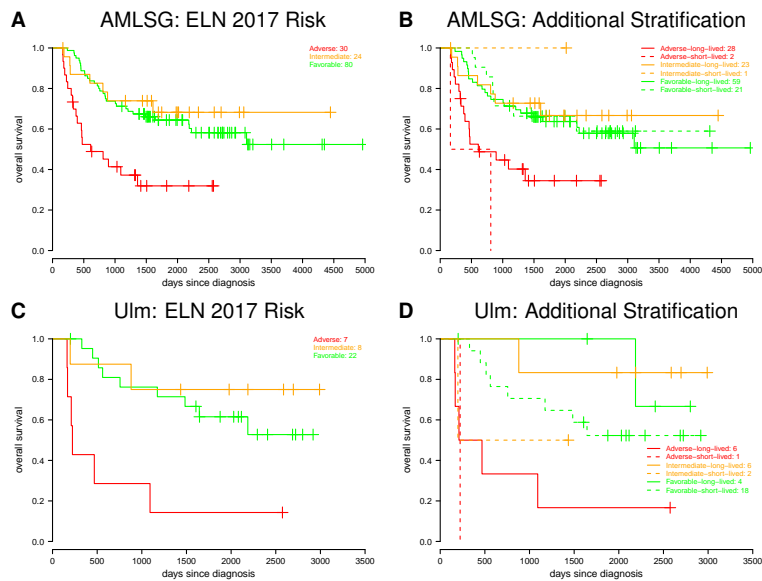 A
AMLSG: ELN 2017 Risk
Adverse: 30
Intermediate: 24
Favorable: 80
overall survival
1.0
0.8
0.6
0.4
0.2
0.0
0 500 1000 1500 2000 2500 3000 3500 4000 4500 5000
days since diagnosis
B
AMLSG: Additional Stratification
Adverse−long−lived: 28
Adverse−short−lived: 2
Intermediate−long−lived: 23
Intermediate−short−lived: 1
Favorable−long−lived: 59
Favorable−short−lived: 21
overall survival
1.0
0.8
0.6
0.4
0.2
0.0
0 500 1000 1500 2000 2500 3000 3500 4000 4500 5000
days since diagnosis
C
Ulm: ELN 2017 Risk
Adverse: 7
Intermediate: 8
Favorable: 22
overall survival
1.0
0.8
0.6
0.4
0.2
0.0
0 500 1000 1500 2000 2500 3000 3500
days since diagnosis
D
Ulm: Additional Stratification
overall survival
1.0
0.8
0.6
0.4
0.2
0.0
Adverse−long−lived: 6
Adverse−short−lived: 1
Intermediate−long−lived: 6
Intermediate−short−lived: 2
Favorable−long−lived: 4
Favorable−short−lived: 18
0 500 1000 1500 2000 2500 3000 3500
days since diagnosis